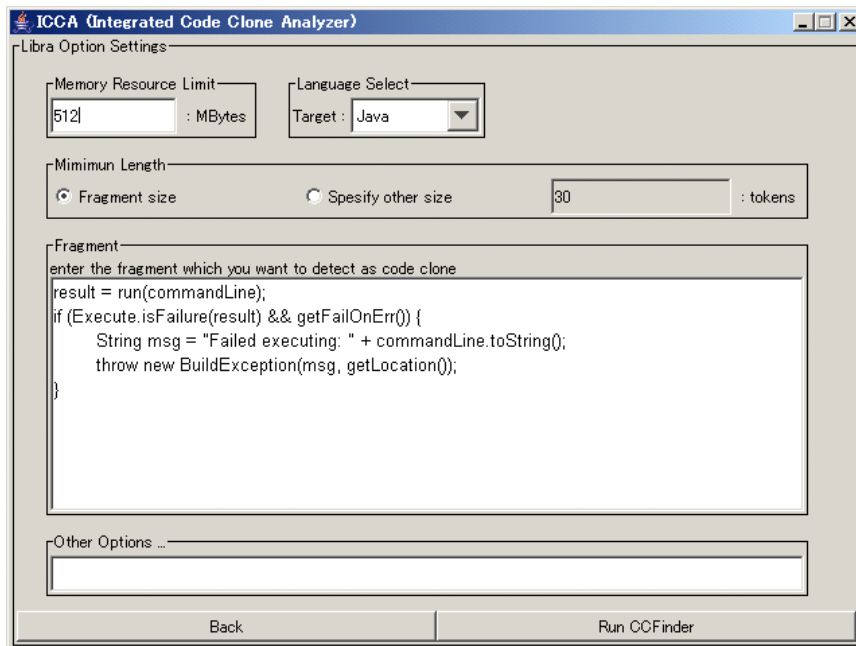 ICCA (Integrated Code Clone Analyzer)
Libra Option Settings
Memory Resource Limit
512 : MBytes
Language Select
Target : Java
Mimimun Length
Fragment size
Spesify other size
30 : tokens
Fragment
enter the fragment which you want to detect as code clone
result = run(commandLine);
if (Execute.isFailure(result) && getFailOnErr()) {
String msg = "Failed executing: " + commandLine.toString();
throw new BuildException(msg, getLocation());
}
Other Options ...
Back
Run CCFinder